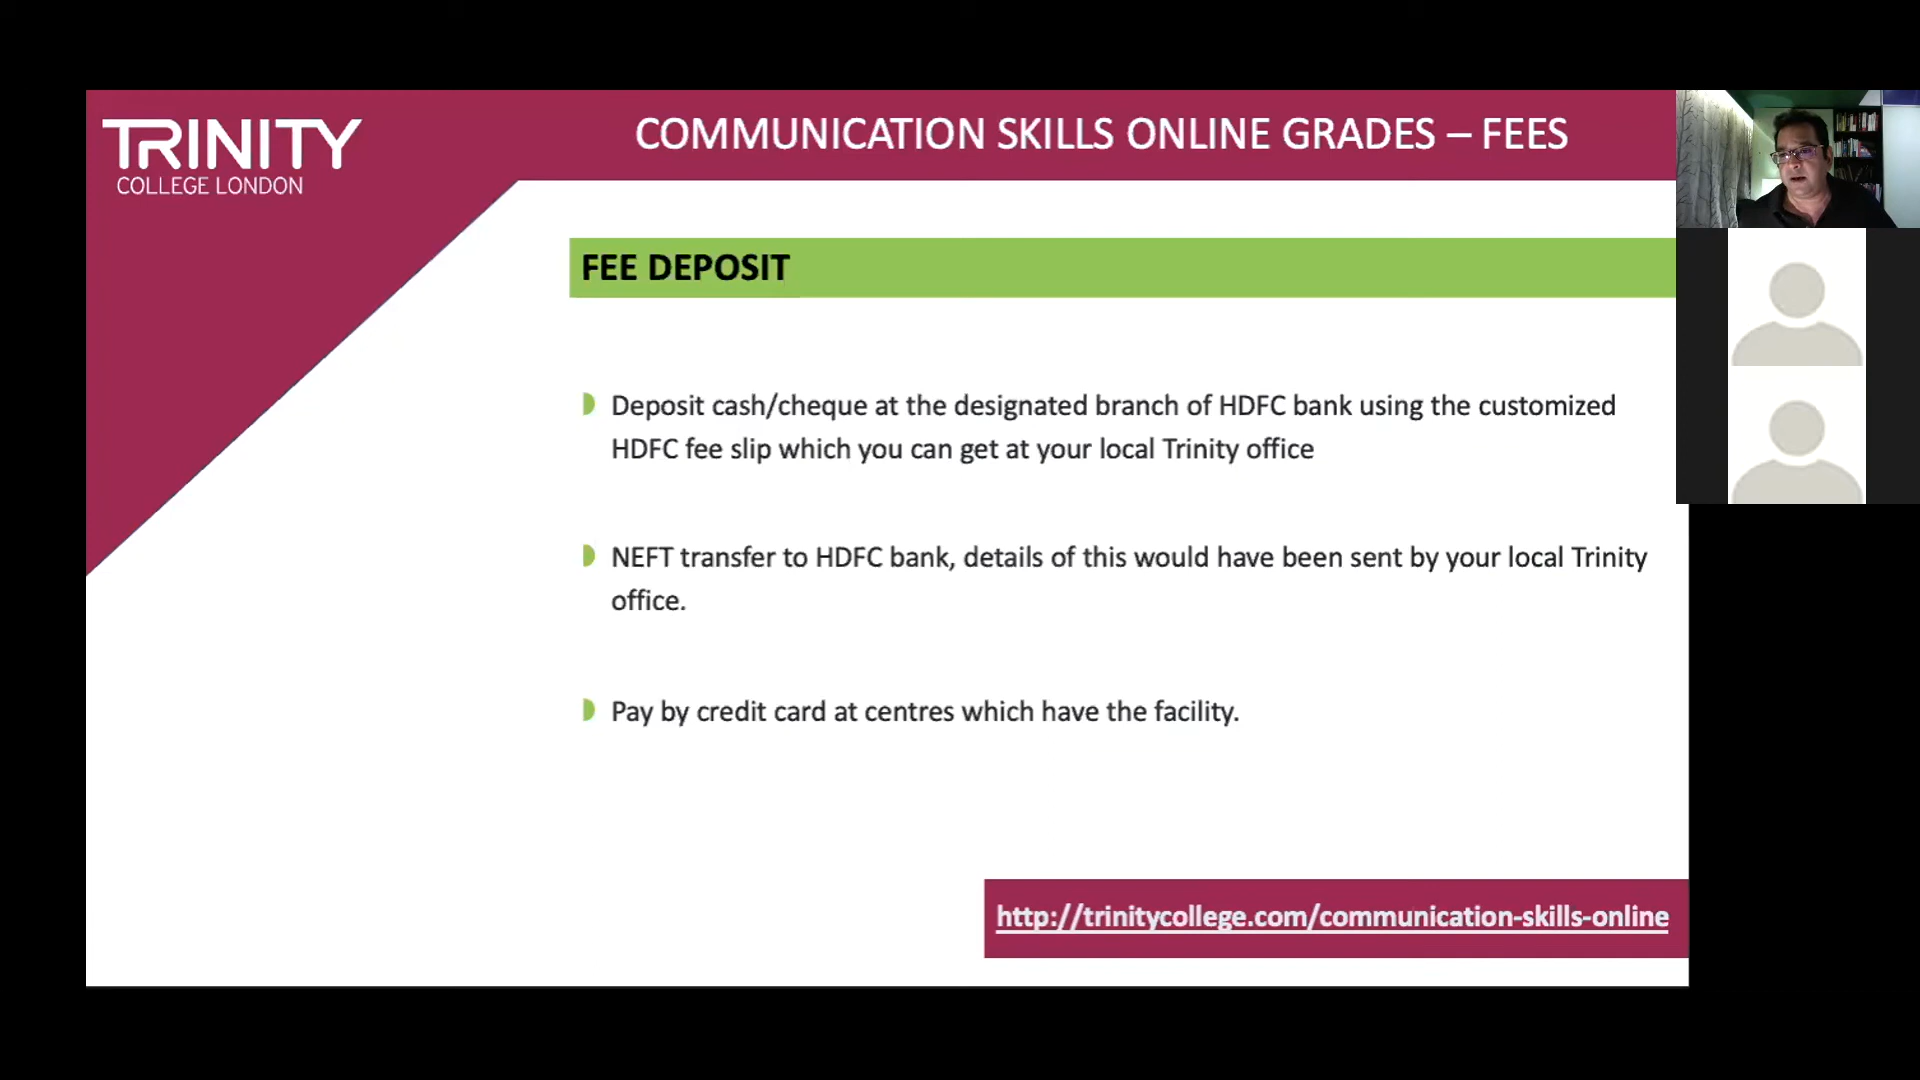 TRINITY
COLLEGE LONDON
COMMUNICATION SKILLS ONLINE GRADES – FEES
FEE DEPOSIT
Deposit cash/cheque at the designated branch of HDFC bank using the customized
HDFC fee slip which you can get at your local Trinity office
NEFT transfer to HDFC bank, details of this would have been sent by your local Trinity
office.
Pay by credit card at centres which have the facility.
http://trinitycollege.com/communication-skills-online